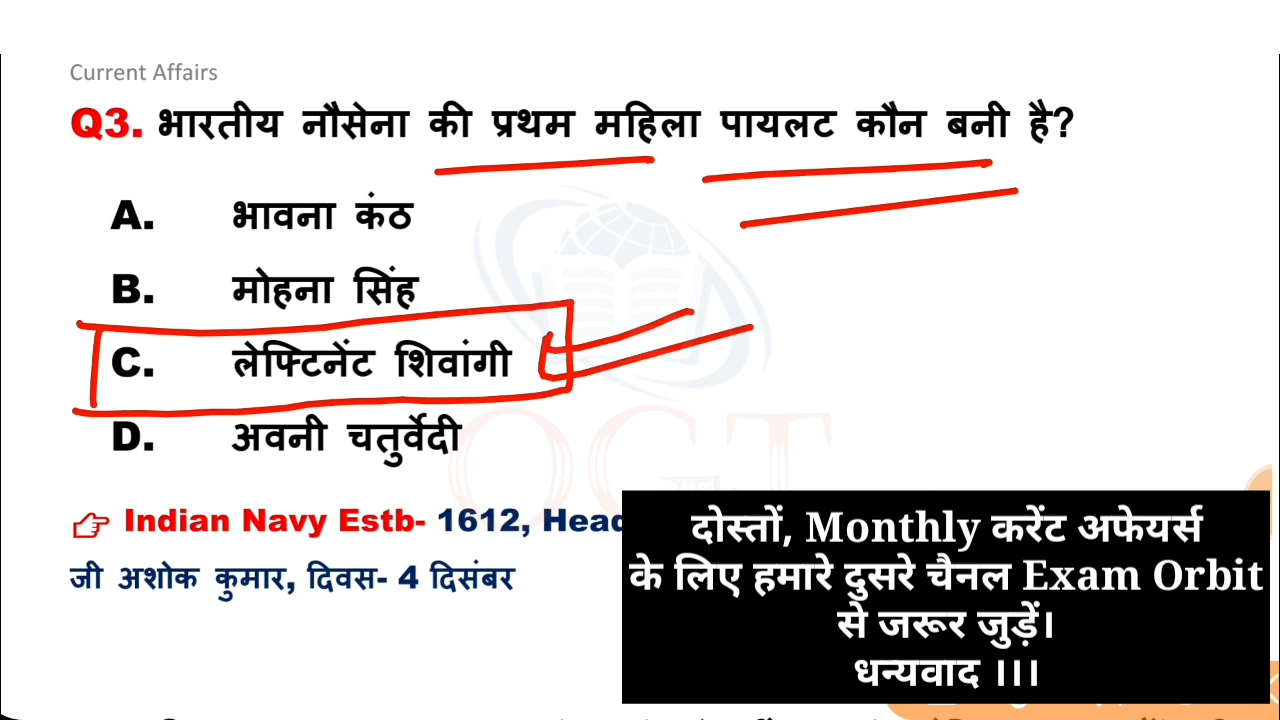 Current Affairs
Q3. भारतीय नौसेना की प्रथम महिला पायलट कौन बनी है?
A. भावना कंठ
B. मोहना सिंह
C. लेफ्टिनेंट शिवांगी
D. अवनी चतुर्वेदी
OGT
Indian Navy Estb- 1612, Head
जी अशोक कुमार, दिवस- 4 दिसंबर
दोस्तों, Monthly करेंट अफेयर्स
के लिए हमारे दुसरे चैनल Exam Orbit
से जरूर जुड़ें।
धन्यवाद ।।।